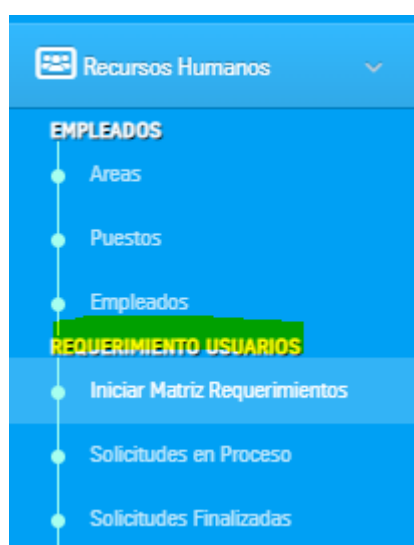 Recursos Humanos
EMPLEADOS
Areas
Puestos
Empleados
REQUERIMIENTO USUARIOS
Iniciar Matriz Requerimientos
Solicitudes en Proceso
Solicitudes Finalizadas